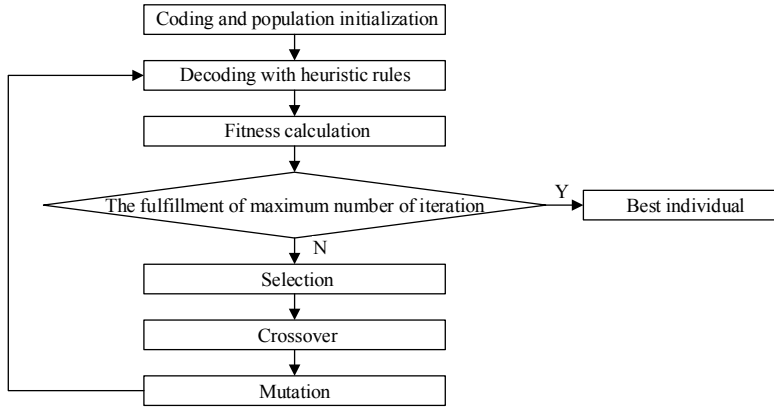 Coding and population initialization
Decoding with heuristic rules
Fitness calculation
The fulfillment of maximum number of iteration
Y
Best individual
N
Selection
Crossover
Mutation